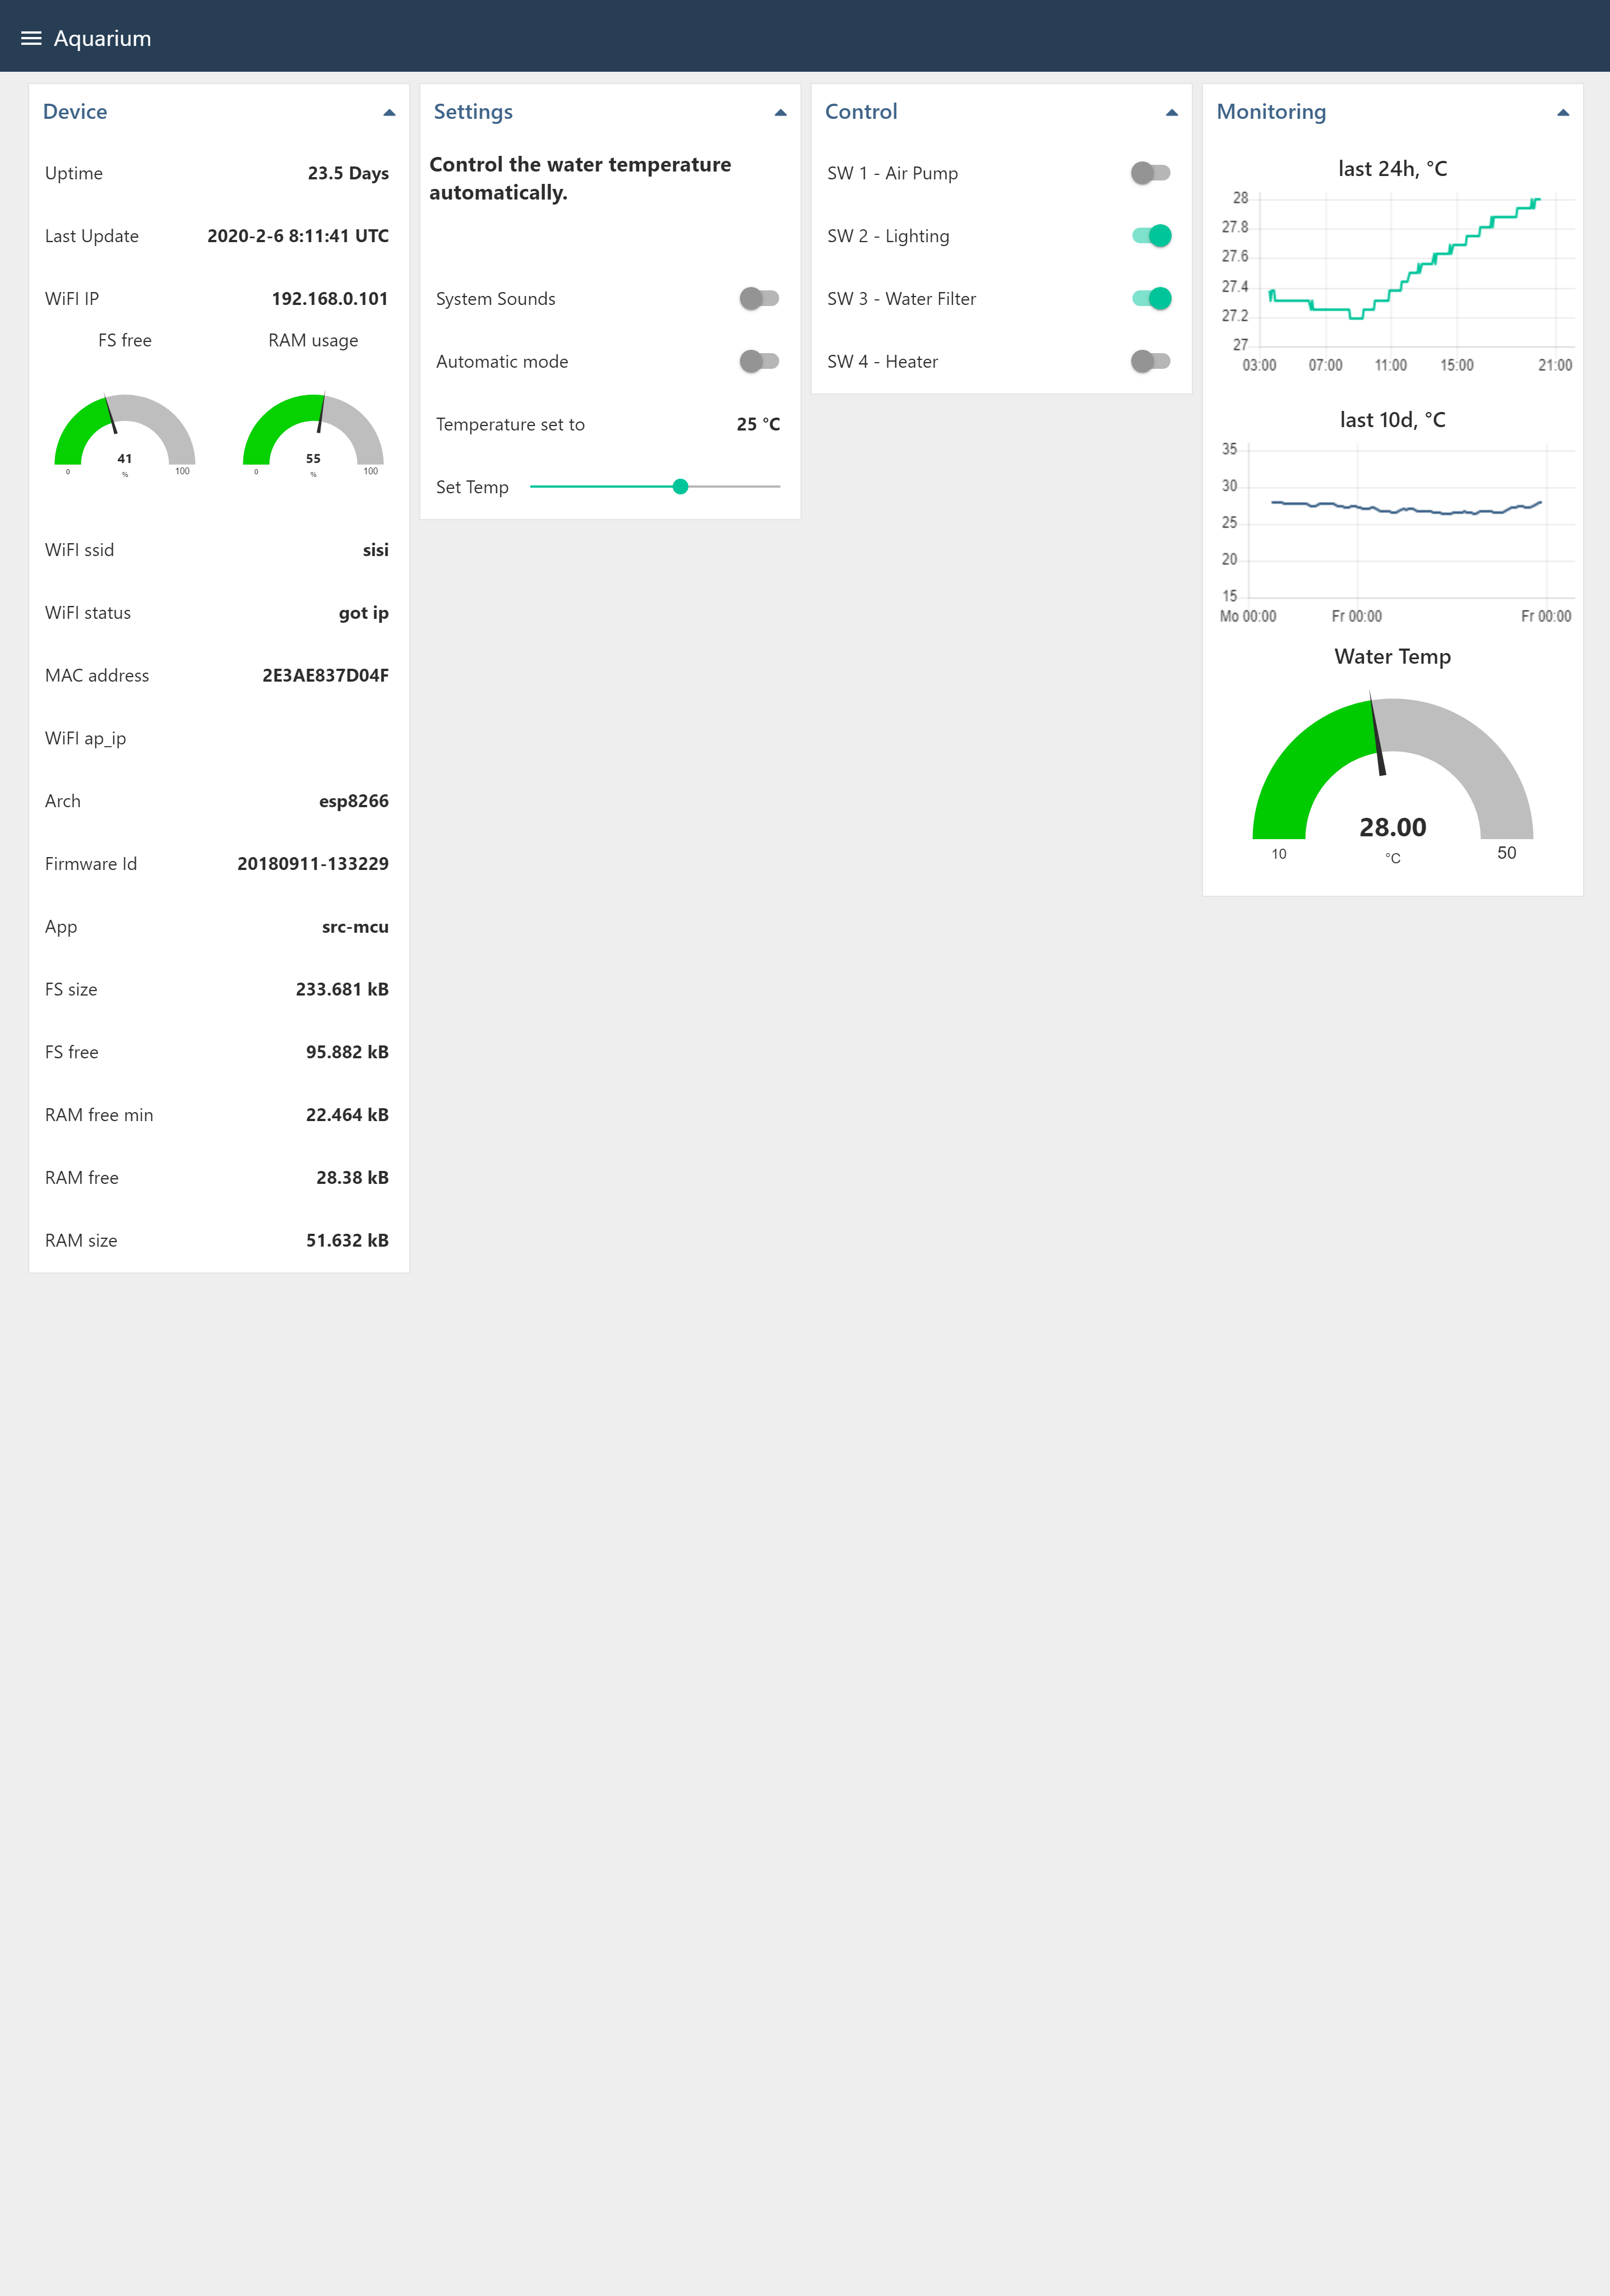 Aquarium
Device
Uptime 23.5 Days
Last Update 2020-2-6 8:11:41 UTC
WiFI IP 192.168.0.101
FS free RAM usage
41 55
0 % 100 0 % 100
WiFI ssid sisi
WiFI status got ip
MAC address 2E3AE837D04F
WiFI ap_ip
Arch esp8266
Firmware Id 20180911-133229
App src-mcu
FS size 233.681 kB
FS free 95.882 kB
RAM free min 22.464 kB
RAM free 28.38 kB
RAM size 51.632 kB
Settings
Control the water temperature
automatically.
System Sounds
Automatic mode
Temperature set to 25 °C
Set Temp
Control
SW 1 - Air Pump
SW 2 - Lighting
SW 3 - Water Filter
SW 4 - Heater
Monitoring
last 24h, °C
28
27.8
27.6
27.4
27.2
27
03:00 07:00 11:00 15:00 21:00
last 10d, °C
35
30
25
20
15
Mo 00:00 Fr 00:00 Fr 00:00
Water Temp
28.00
10 °C 50